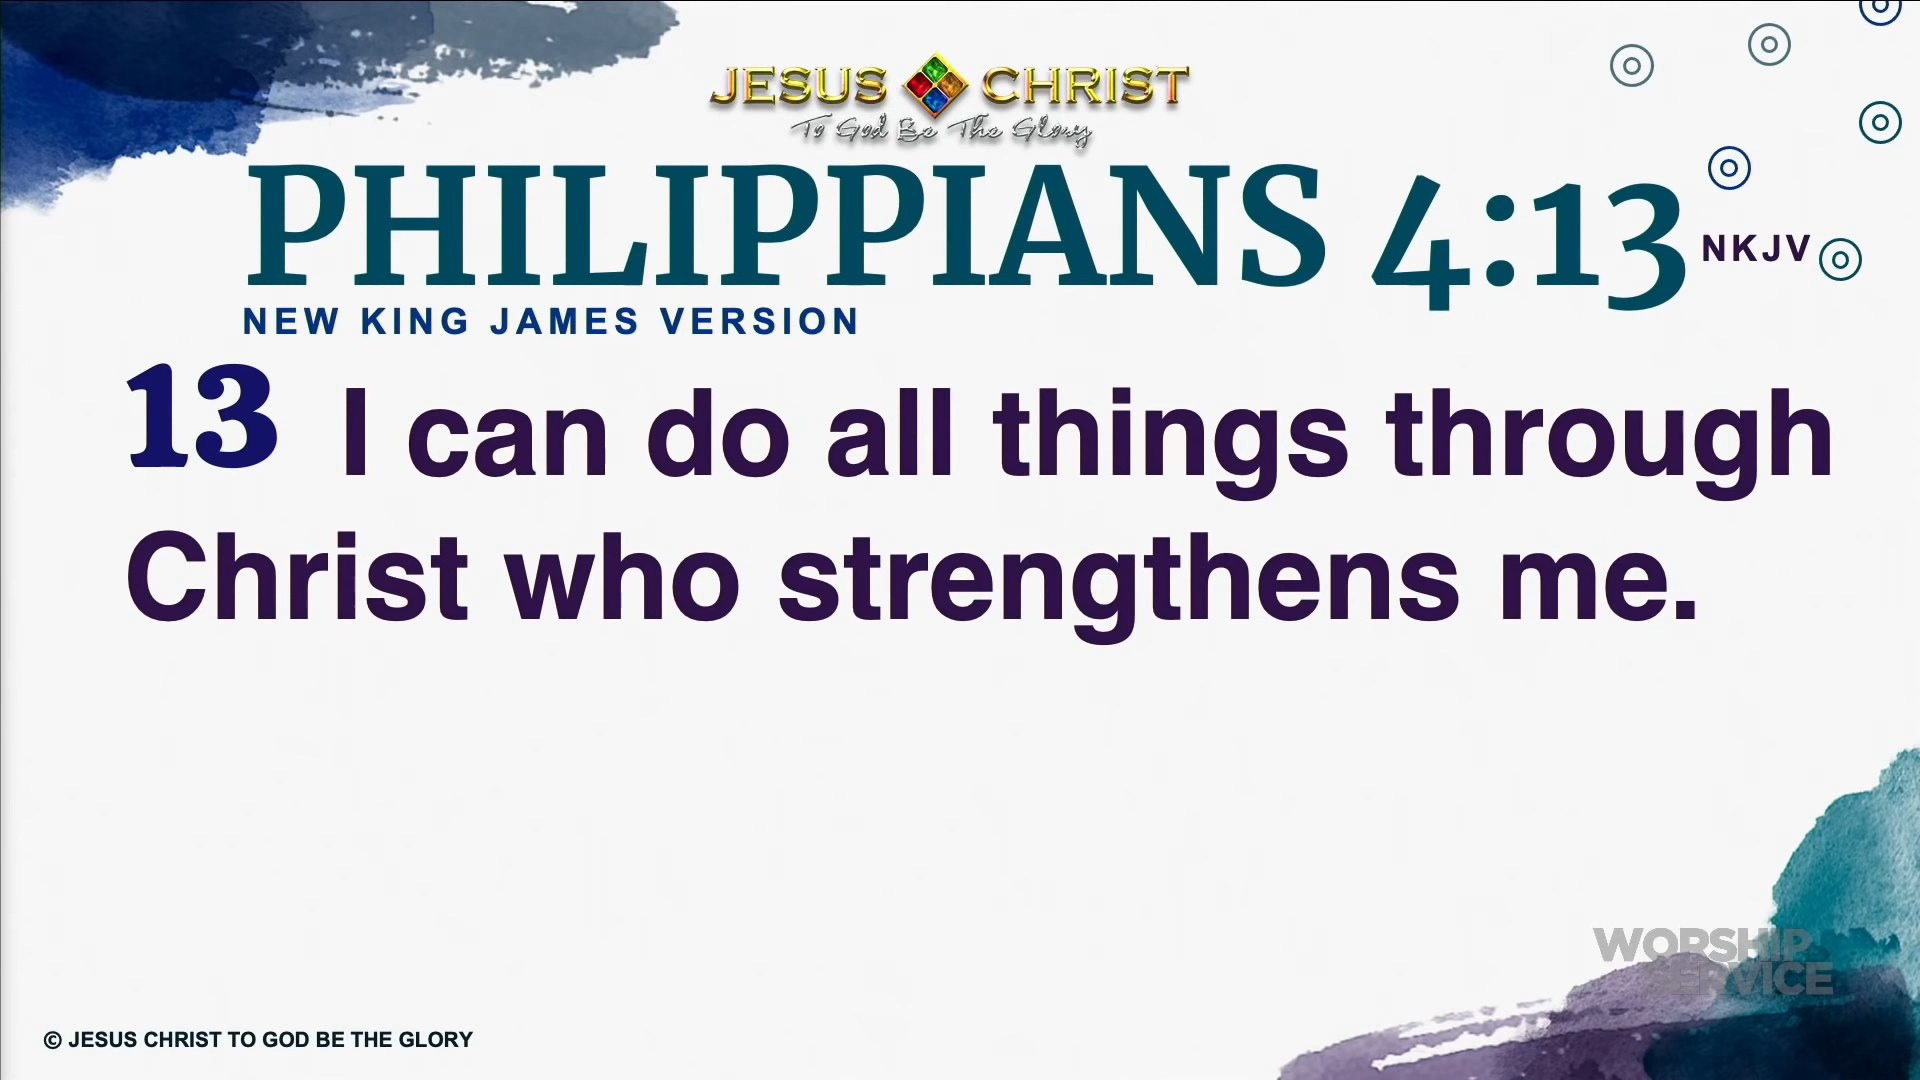 JESUS CHRIST
To God Be The Glory
PHILIPPIANS 4:13 NKJV
NEW KING JAMES VERSION
13 I can do all things through
Christ who strengthens me.
WORSHIP
SERVICE
© JESUS CHRIST TO GOD BE THE GLORY